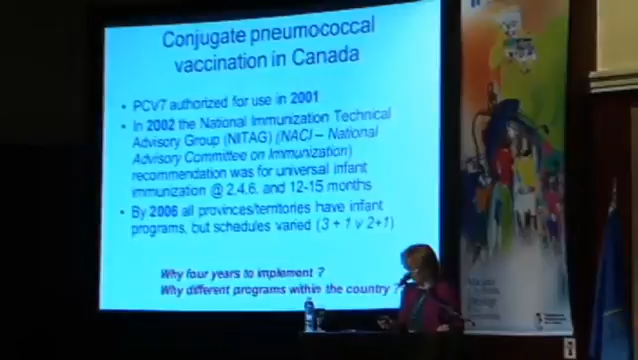 Conjugate pneumococcal
vaccination in Canada
• PCV7 authorized for use in 2001
• In 2002 the National Immunization Technical
Advisory Group (NITAG) (NACI – National
Advisory Committee on Immunization)
recommendation was for universal infant
immunization @ 2.4.6. and 12-15 months
• By 2006 all provinces/territories have infant
programs, but schedules varied (3 + 1 v 2+1)
Why four years to implement ?
Why different programs within the country ?